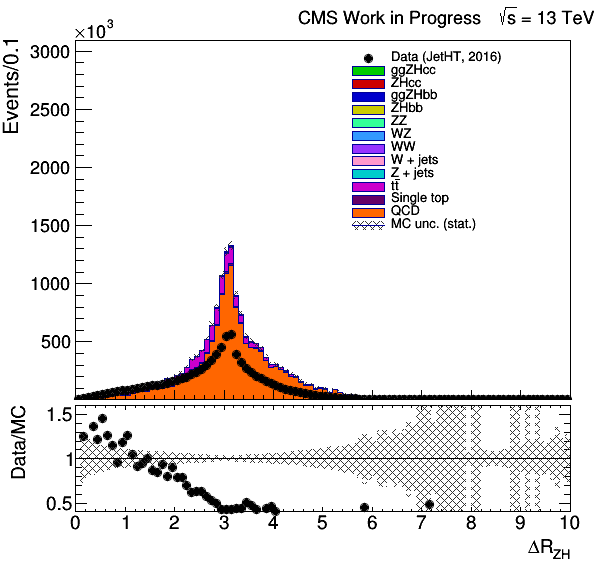 CMS Work in Progress √s = 13 TeV
×10³
Events/0.1
3000
2500
2000
1500
1000
500
Data (JetHT, 2016)
ggZHcc
ZHcc
ggZHbb
ZHbb
ZZ
WZ
WW
W + jets
Z + jets
tt̄
Single top
QCD
MC unc. (stat.)
Data/MC
1.5
1
0.5
0 1 2 3 4 5 6 7 8 9 10
ΔR_ZH